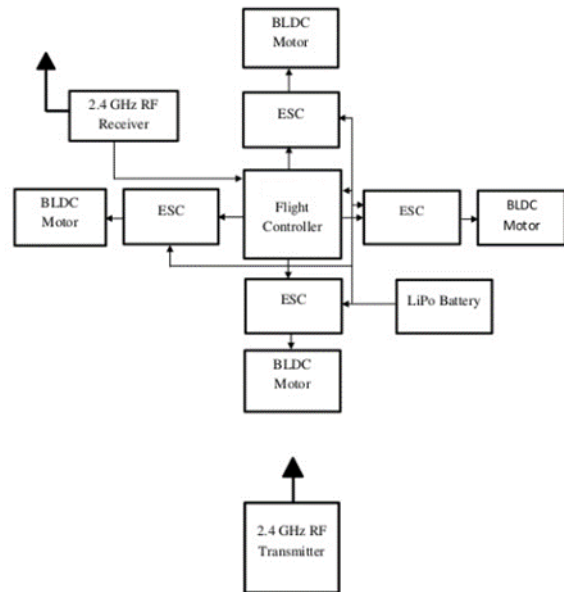 BLDC
Motor
2.4 GHz RF
Receiver
ESC
BLDC
Motor
ESC
Flight
Controller
ESC
BLDC
Motor
ESC
LiPo Battery
BLDC
Motor
2.4 GHz RF
Transmitter